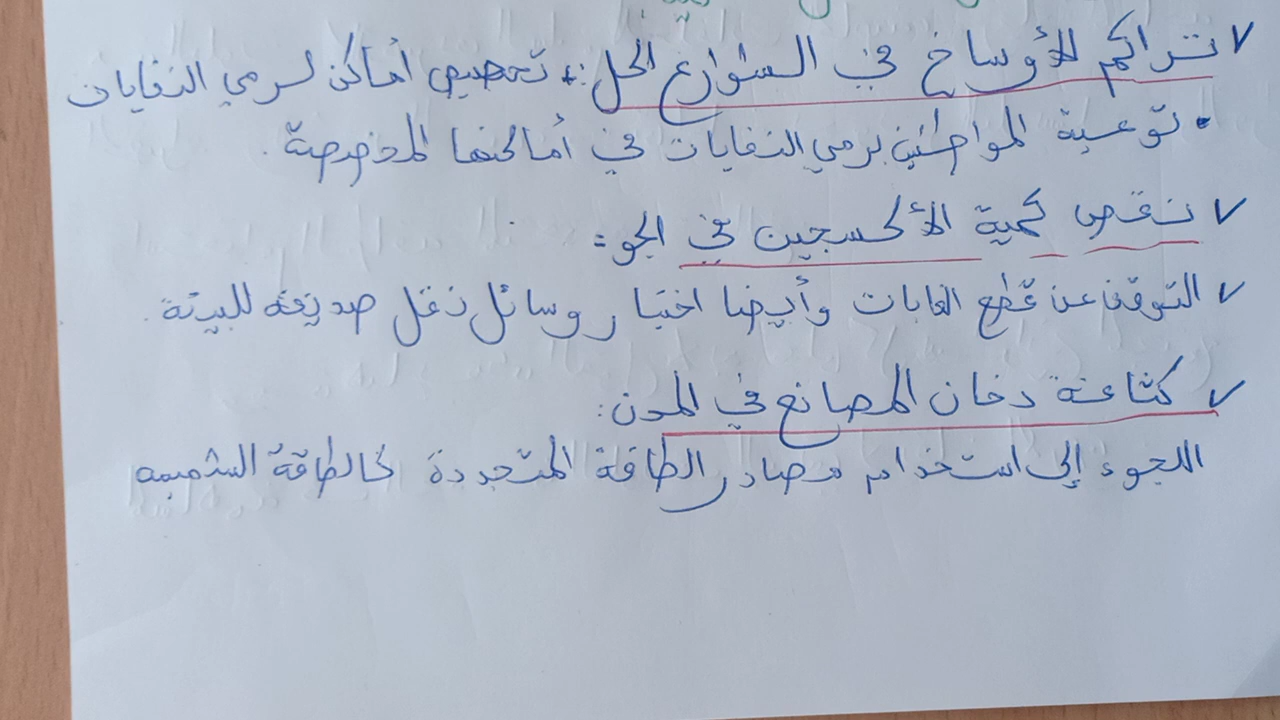 ✓ تراكم الأوساخ في الشوارع الحل: • تخصيص أماكن لرمي النفايات
• توعية المواطنين برمي النفايات في أماكنها المخصصة.
✓ نقص كمية الأكسجين في الجو:
✓ التوقف عن قطع الغابات وأيضا اختيار وسائل نقل صديقة للبيئة.
✓ كثافة دخان المصانع في المدن:
اللجوء إلى استخدام مصادر الطاقة المتجددة كالطاقة الشمسية